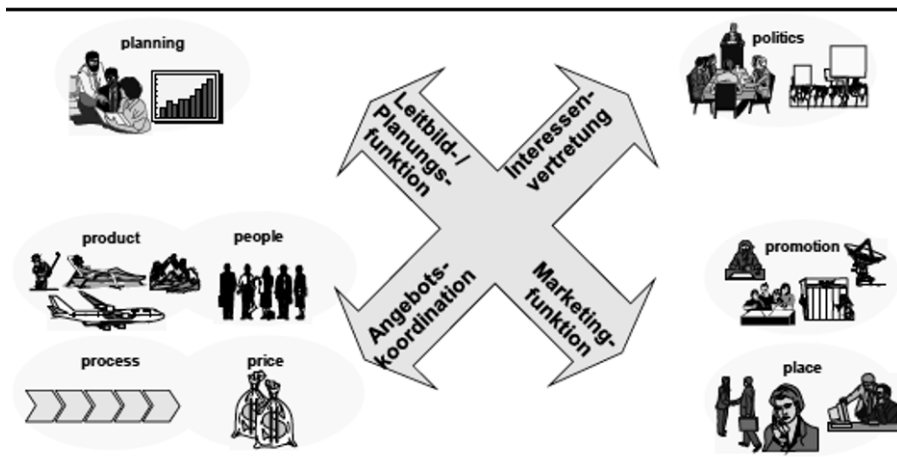 planning
politics
Leitbild-/
Planungs-
funktion
Interessen-
vertretung
product
people
promotion
Angebots-
koordination
Marketing-
funktion
process
price
place